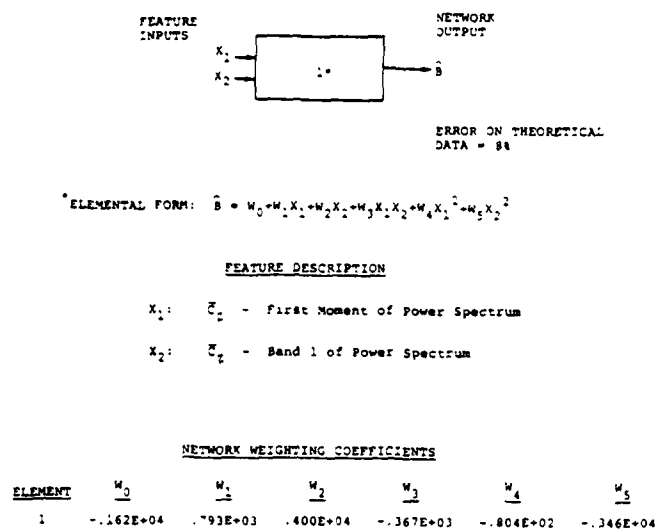 FEATURE INPUTS
NETWORK OUTPUT
X₁
X₂
1*
B̂
ERROR ON THEORETICAL DATA = 8%
*ELEMENTAL FORM: B̂ = W₀+W₁X₁+W₂X₂+W₃X₁X₂+W₄X₁²+W₅X₂²
FEATURE DESCRIPTION
X₁: - First Moment of Power Spectrum
X₂: - Band 1 of Power Spectrum
NETWORK WEIGHTING COEFFICIENTS
ELEMENT W₀ W₁ W₂ W₃ W₄ W₅
1 -.162E+04 .793E+03 .400E+04 -.367E+03 -.804E+02 -.346E+04